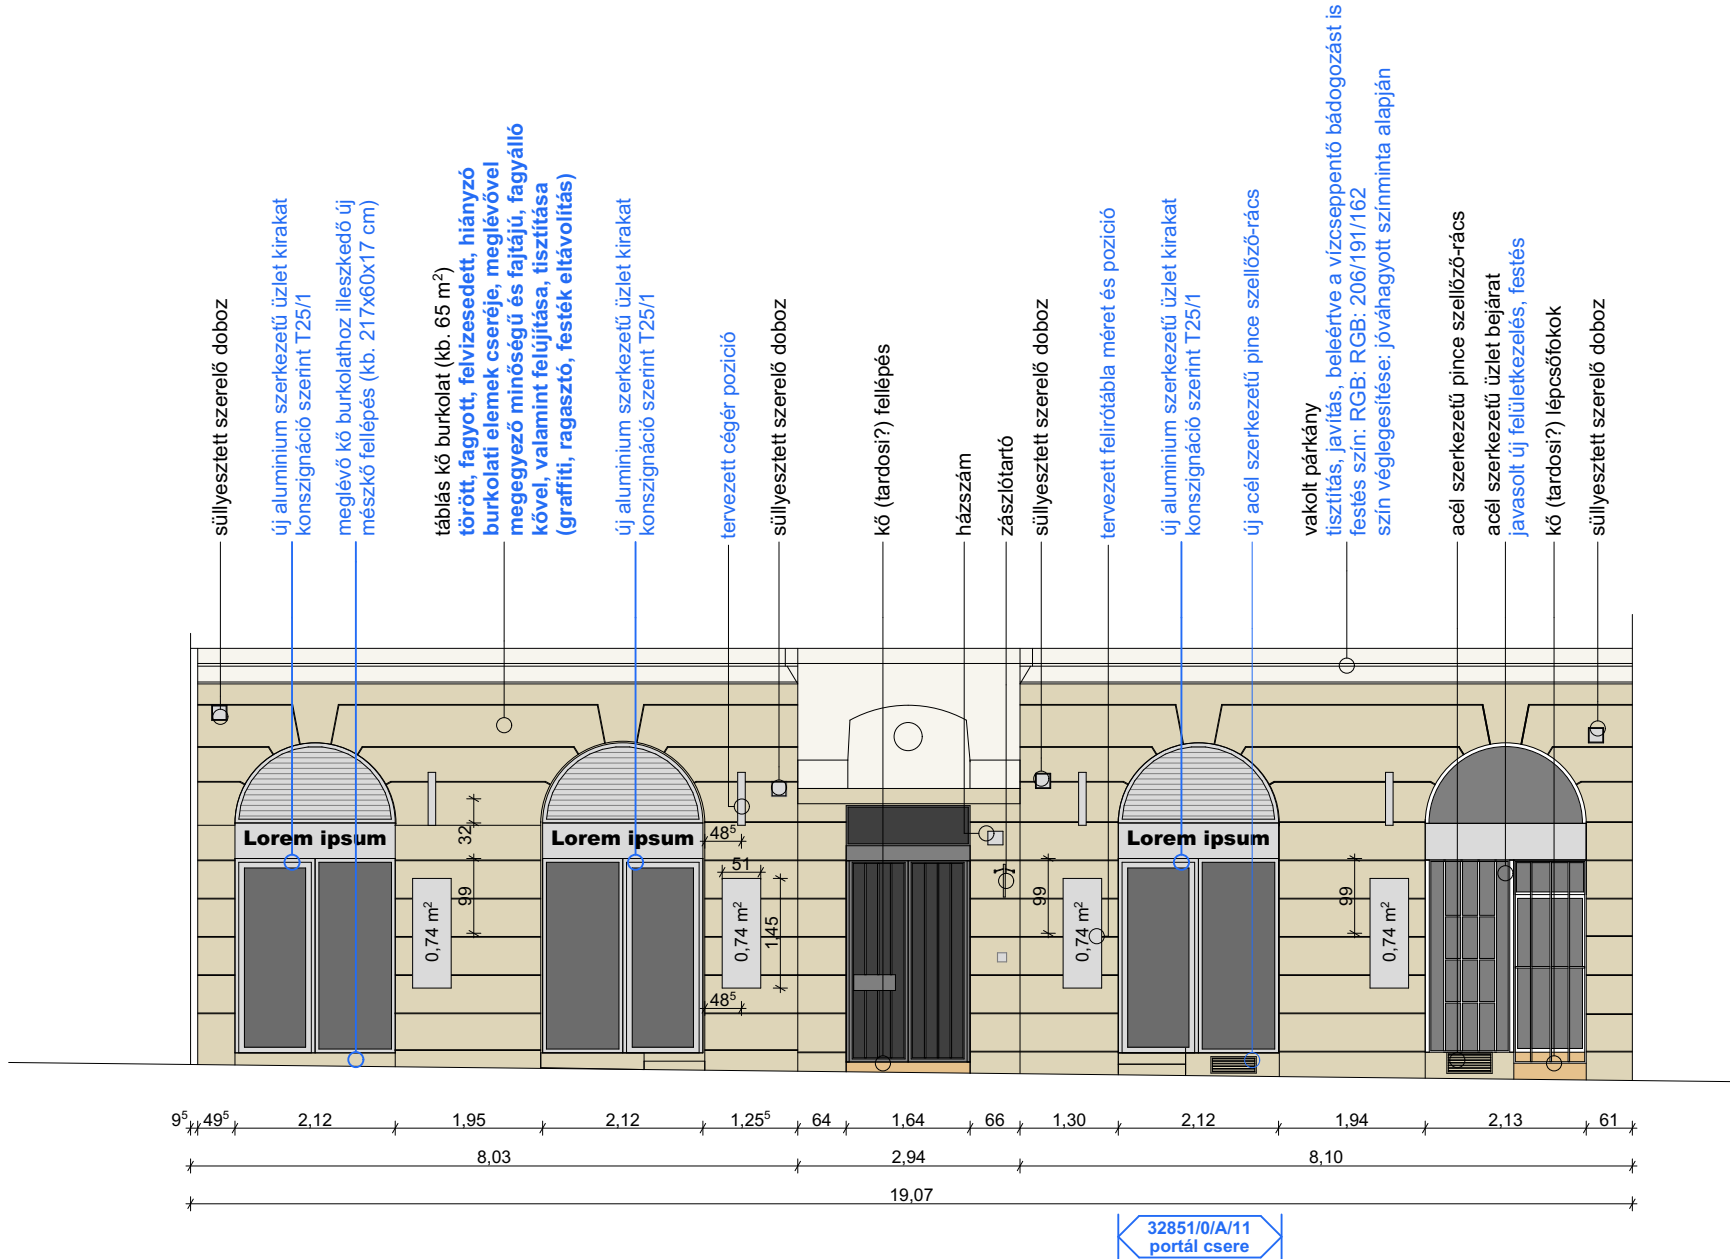 süllyesztett szerelő doboz
új aluminium szerkezetű üzlet kirakat
konszignáció szerint T25/1
meglévő kő burkolathoz illeszkedő új
mészkő fellépés (kb. 217x60x17 cm)
táblás kő burkolat (kb. 65 m²)
törött, fagyott, felvizesedett, hiányzó
burkolati elemek cseréje, meglévővel
megegyező minőségű és fajtájú, fagyálló
kővel, valamint felújítása, tisztítása
(graffiti, ragasztó, festék eltávolítás)
új aluminium szerkezetű üzlet kirakat
konszignáció szerint T25/1
tervezett cégér pozició
süllyesztett szerelő doboz
kő (tardosi?) fellépés
házszám
zászlótartó
süllyesztett szerelő doboz
tervezett felirótábla méret és pozició
új aluminium szerkezetű üzlet kirakat
konszignáció szerint T25/1
új acél szerkezetű pince szellőző-rács
vakolt párkány
tisztítás, javítás, beleértve a vízcseppentő bádogozást is
festés szín: RGB: RGB: 206/191/162
szín véglegesítése: jóváhagyott színminta alapján
acél szerkezetű pince szellőző-rács
acél szerkezetű üzlet bejárat
javasolt új felületkezelés, festés
kő (tardosi?) lépcsőfokok
süllyesztett szerelő doboz
Lorem ipsum
32
Lorem ipsum
48⁵
Lorem ipsum
51
99
99
99
0,74 m²
0,74 m²
1,45
0,74 m²
0,74 m²
48⁵
9⁵ 49⁵ 2,12 1,95 2,12 1,25⁵ 64 1,64 66 1,30 2,12 1,94 2,13 61
8,03 2,94 8,10
19,07
32851/0/A/11
portál csere